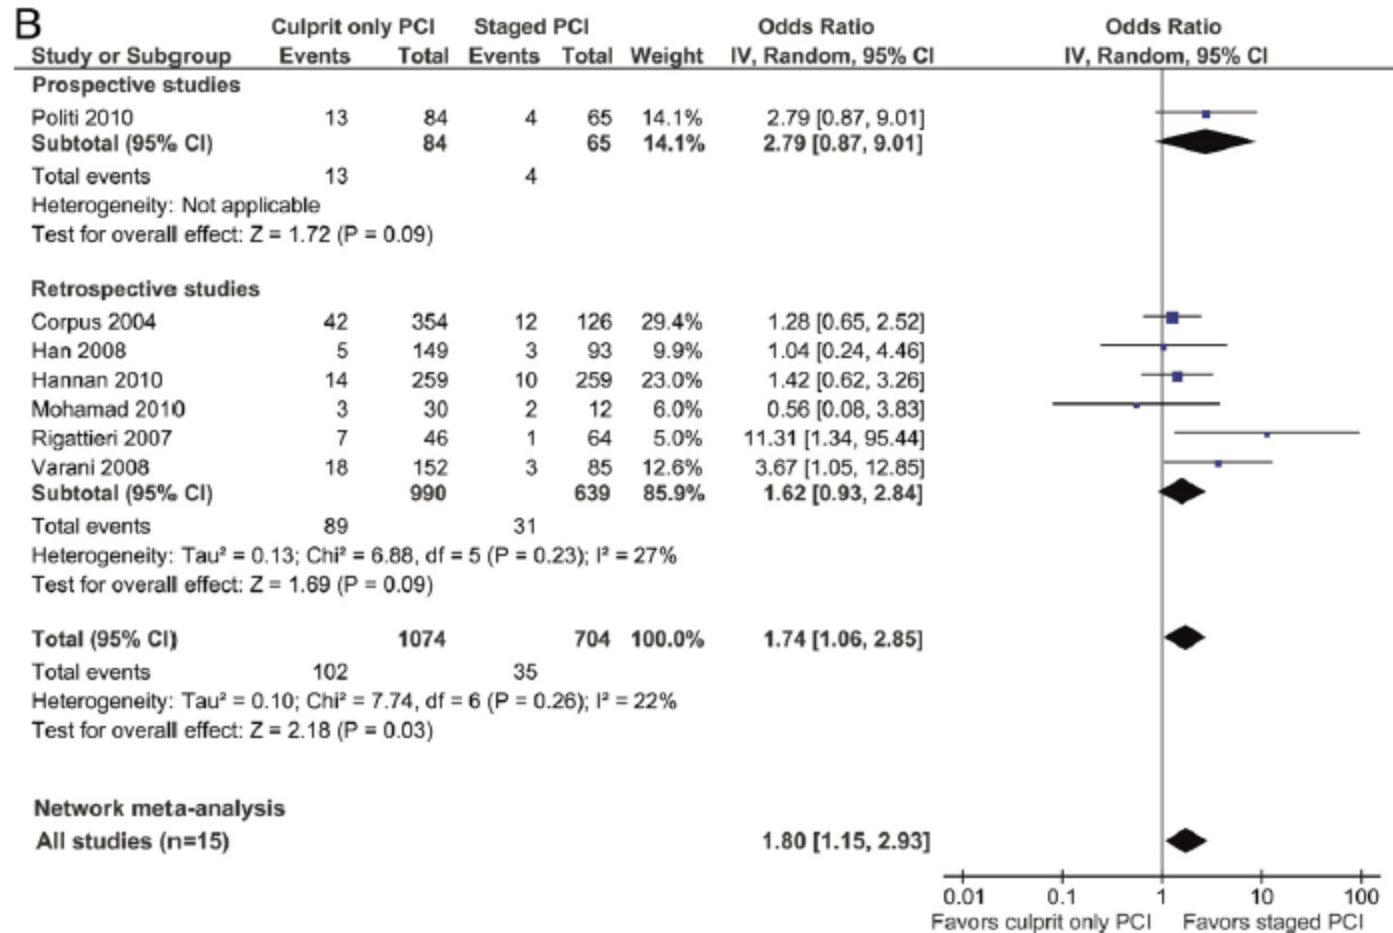 B
Culprit only PCI Staged PCI Odds Ratio Odds Ratio
Study or Subgroup Events Total Events Total Weight IV, Random, 95% CI IV, Random, 95% CI
Prospective studies
Politi 2010 13 84 4 65 14.1% 2.79 [0.87, 9.01]
Subtotal (95% CI) 84 65 14.1% 2.79 [0.87, 9.01]
Total events 13 4
Heterogeneity: Not applicable
Test for overall effect: Z = 1.72 (P = 0.09)
Retrospective studies
Corpus 2004 42 354 12 126 29.4% 1.28 [0.65, 2.52]
Han 2008 5 149 3 93 9.9% 1.04 [0.24, 4.46]
Hannan 2010 14 259 10 259 23.0% 1.42 [0.62, 3.26]
Mohamad 2010 3 30 2 12 6.0% 0.56 [0.08, 3.83]
Rigattieri 2007 7 46 1 64 5.0% 11.31 [1.34, 95.44]
Varani 2008 18 152 3 85 12.6% 3.67 [1.05, 12.85]
Subtotal (95% CI) 990 639 85.9% 1.62 [0.93, 2.84]
Total events 89 31
Heterogeneity: Tau² = 0.13; Chi² = 6.88, df = 5 (P = 0.23); I² = 27%
Test for overall effect: Z = 1.69 (P = 0.09)
Total (95% CI) 1074 704 100.0% 1.74 [1.06, 2.85]
Total events 102 35
Heterogeneity: Tau² = 0.10; Chi² = 7.74, df = 6 (P = 0.26); I² = 22%
Test for overall effect: Z = 2.18 (P = 0.03)
Network meta-analysis
All studies (n=15) 1.80 [1.15, 2.93]
0.01 0.1 1 10 100
Favors culprit only PCI Favors staged PCI